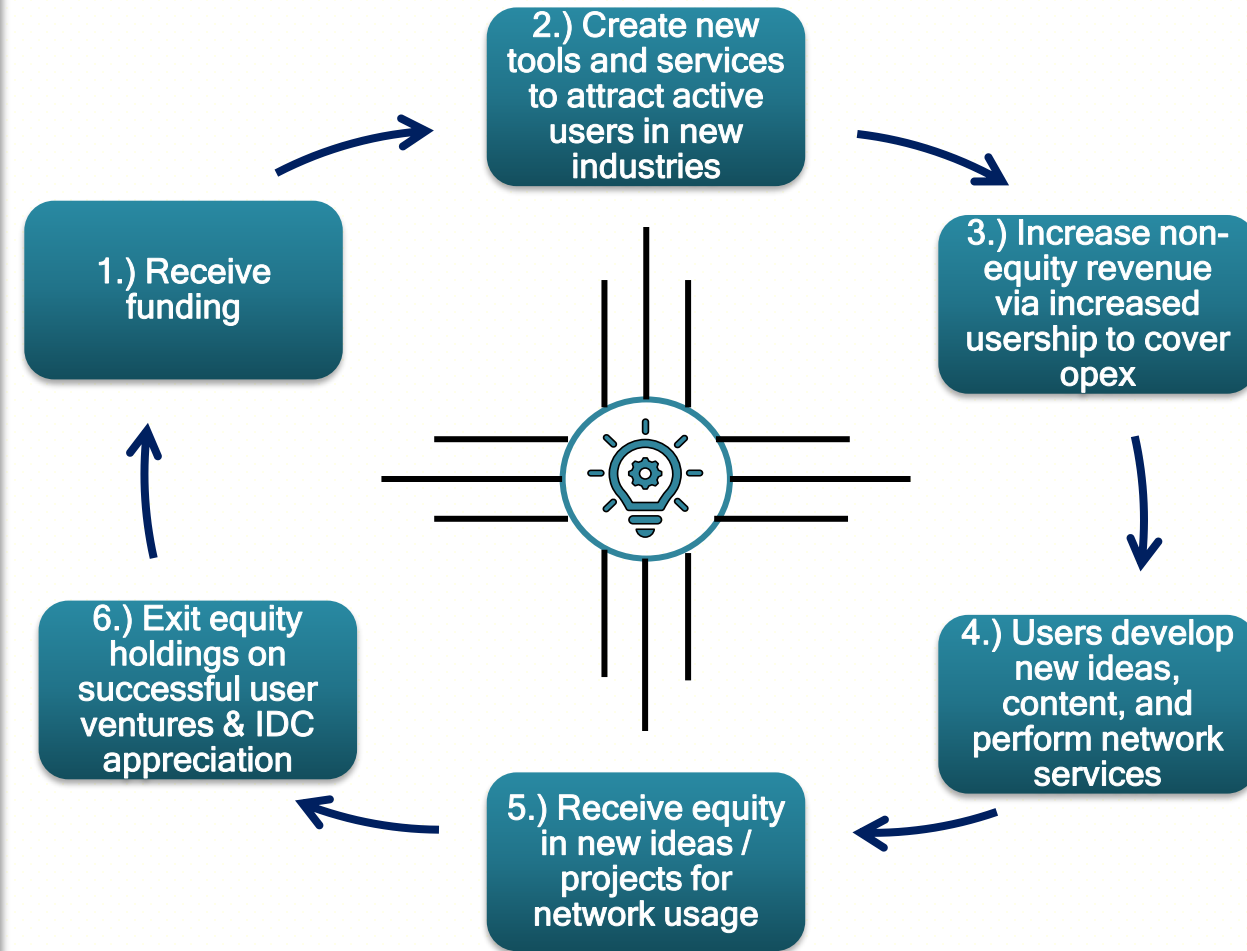 1.) Receive
funding
2.) Create new
tools and services
to attract active
users in new
industries
3.) Increase non-
equity revenue
via increased
usership to cover
opex
4.) Users develop
new ideas,
content, and
perform network
services
5.) Receive equity
in new ideas /
projects for
network usage
6.) Exit equity
holdings on
successful user
ventures & IDC
appreciation